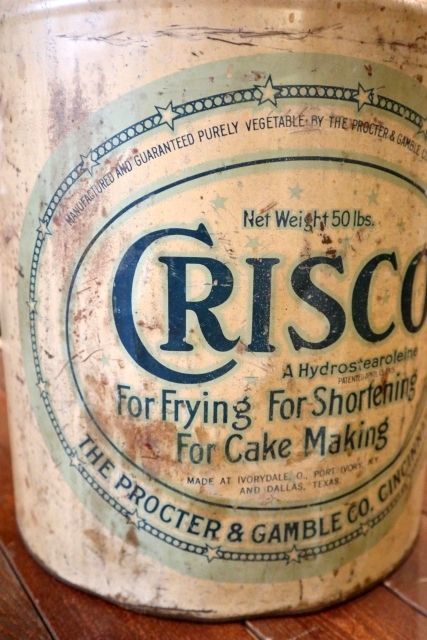 MANUFACTURED AND GUARANTEED PURELY VEGETABLE BY THE PROCTER & GAMBLE
Net Weight 50 lbs.
CRISCO
A Hydrostearoleine
For Frying For Shortening
For Cake Making
MADE AT IVORYDALE, O., PORT IVORY, N.Y.
AND DALLAS, TEXAS.
THE PROCTER & GAMBLE CO. CINCINN